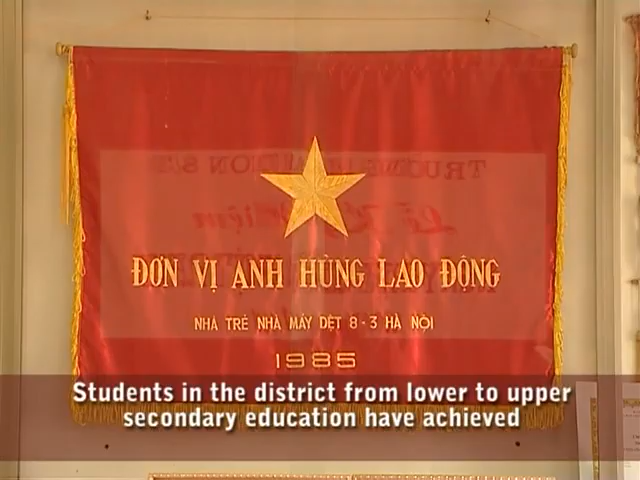 ĐƠN VỊ ANH HÙNG LAO ĐỘNG
NHÀ TRẺ NHÀ MÁY DỆT 8-3 HÀ NỘI
1985
Students in the district from lower to upper
secondary education have achieved